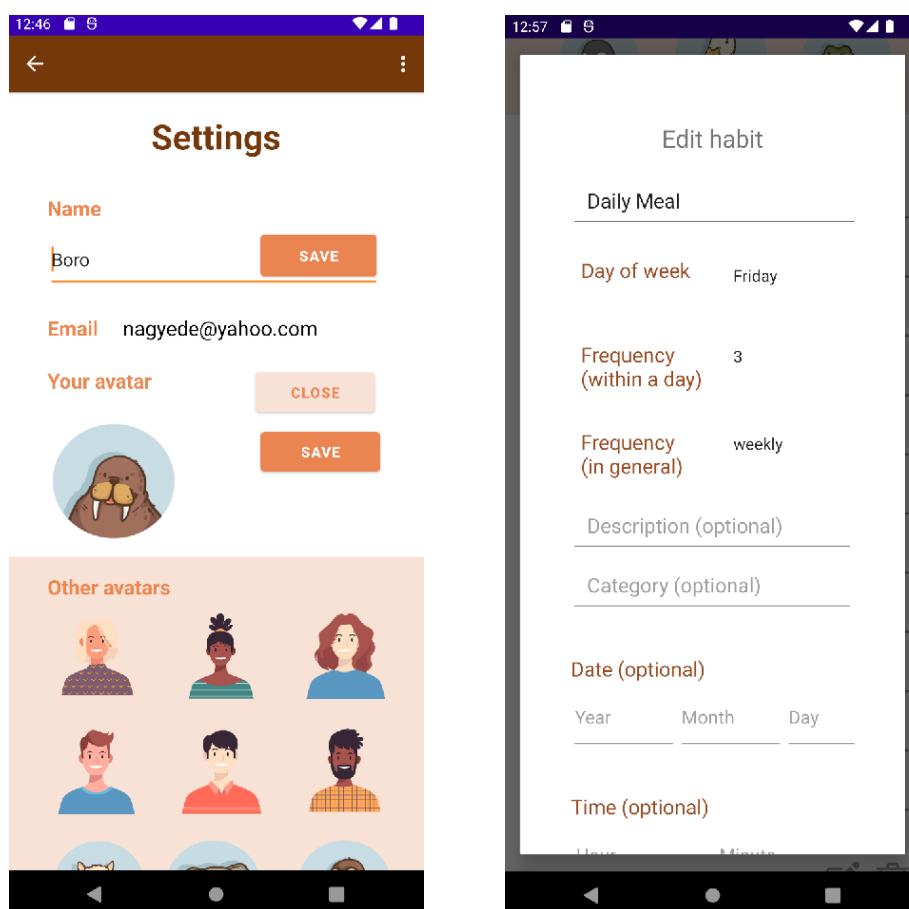 12:46
Settings
Name
Boro
SAVE
Email nagyede@yahoo.com
Your avatar
CLOSE
SAVE
Other avatars
12:57
Edit habit
Daily Meal
Day of week Friday
Frequency 3
(within a day)
Frequency weekly
(in general)
Description (optional)
Category (optional)
Date (optional)
Year Month Day
Time (optional)
Hour Minute